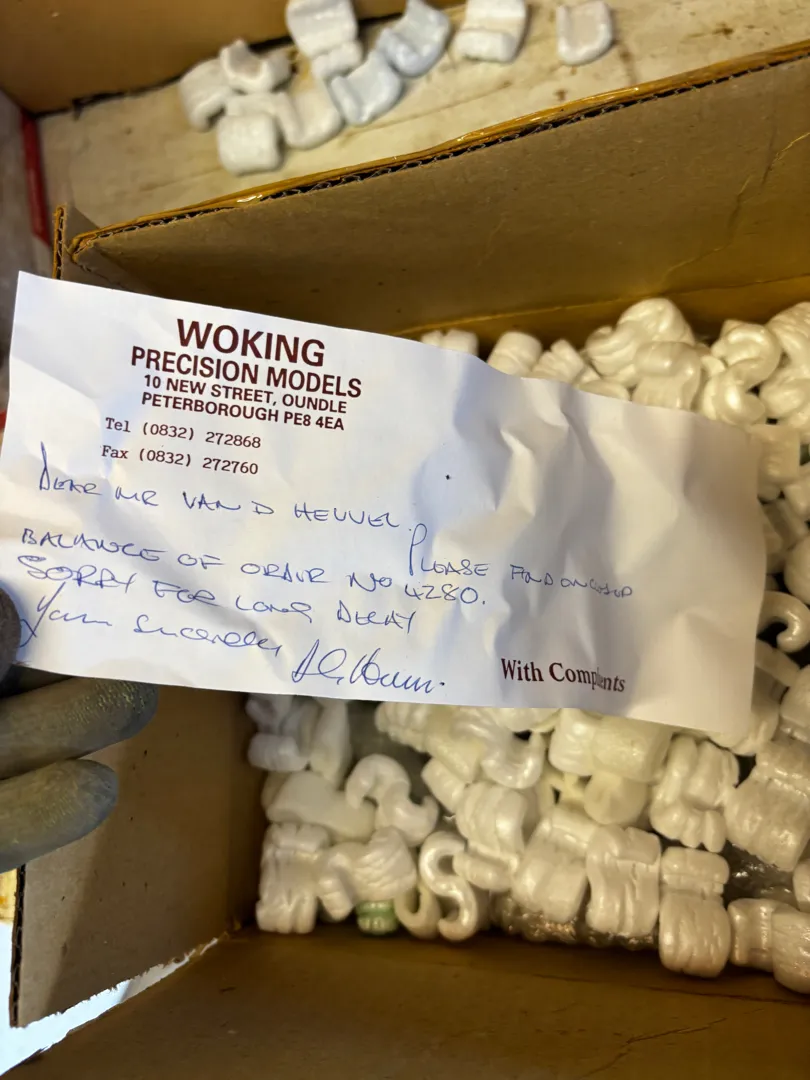 WOKING
PRECISION MODELS
10 NEW STREET, OUNDLE
PETERBOROUGH PE8 4EA
Tel (0832) 272868
Fax (0832) 272760
DEAR MR VAN D HEUVEL.
PLEASE FIND ENCLOSED
BALANCE OF ORDER NO 4280.
SORRY FOR LONG DELAY
Yours Sincerely
With Compliments